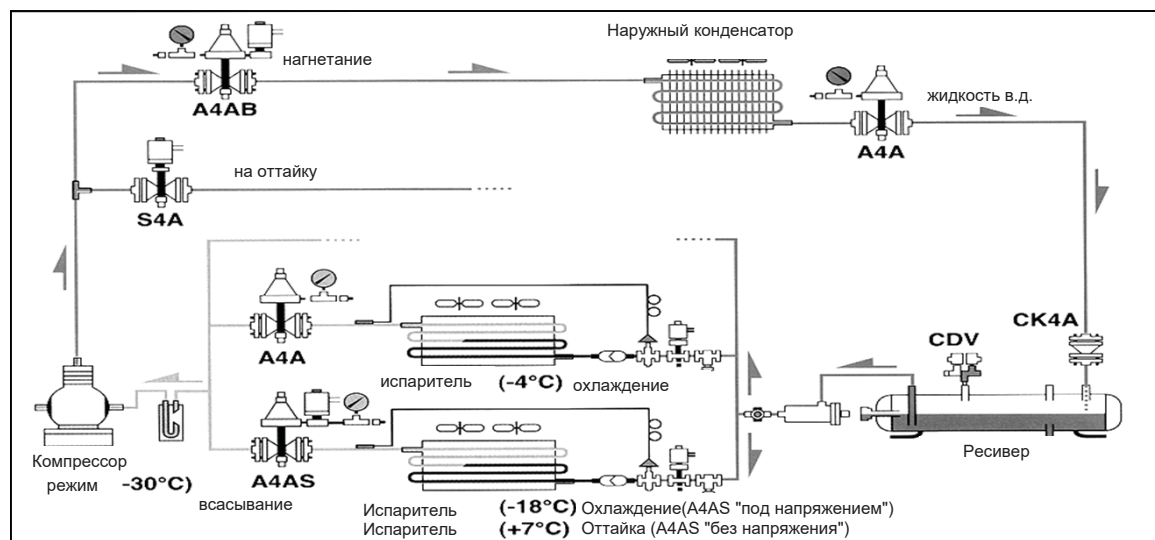 Наружный конденсатор
нагнетание
A4AB
A4A
жидкость в.д.
на оттайку
S4A
A4A
CK4A
CDV
испаритель (-4°C) охлаждение
Компрессор
режим -30°C)
A4AS
всасывание
Ресивер
Испаритель (-18°C) Охлаждение(A4AS "под напряжением")
Испаритель (+7°C) Оттайка (A4AS "без напряжения")